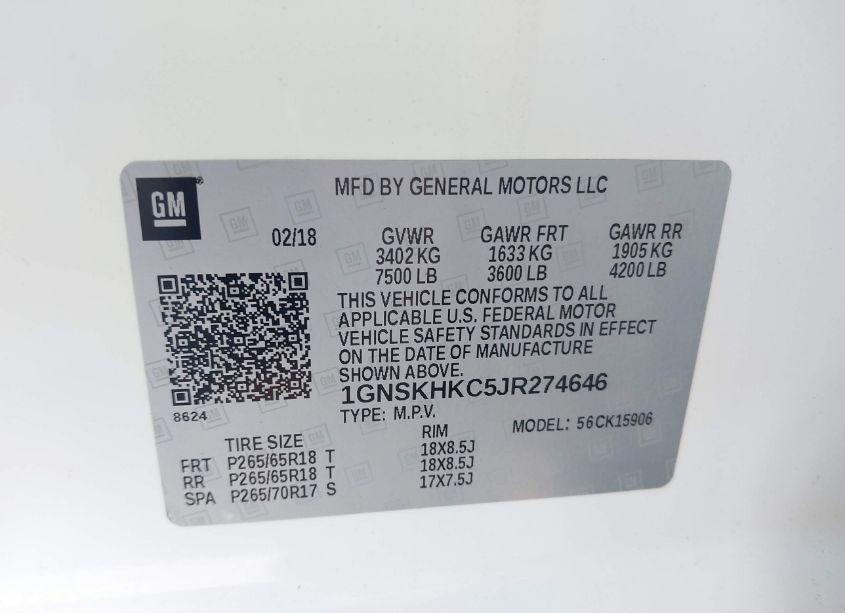 GM
MFD BY GENERAL MOTORS LLC
02/18
GVWR GAWR FRT GAWR RR
3402 KG 1633 KG 1905 KG
7500 LB 3600 LB 4200 LB
THIS VEHICLE CONFORMS TO ALL
APPLICABLE U.S. FEDERAL MOTOR
VEHICLE SAFETY STANDARDS IN EFFECT
ON THE DATE OF MANUFACTURE
SHOWN ABOVE.
1GNSKHKC5JR274646
8624
TYPE: M.P.V. MODEL: 56CK15906
TIRE SIZE RIM
FRT P265/65R18 T 18X8.5J
RR P265/65R18 T 18X8.5J
SPA P265/70R17 S 17X7.5J